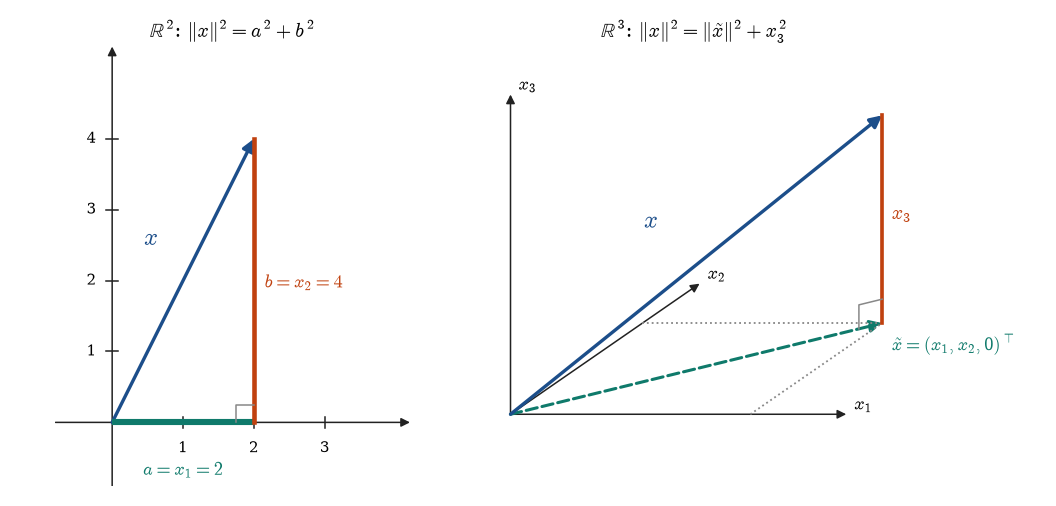 ℝ²: ‖x‖² = a² + b²
4
3
2
1
x
b = x₂ = 4
1 2 3
a = x₁ = 2
ℝ³: ‖x‖² = ‖x̃‖² + x₃²
x₃
x
x₃
x₂
x̃ = (x₁, x₂, 0)⊤
x₁